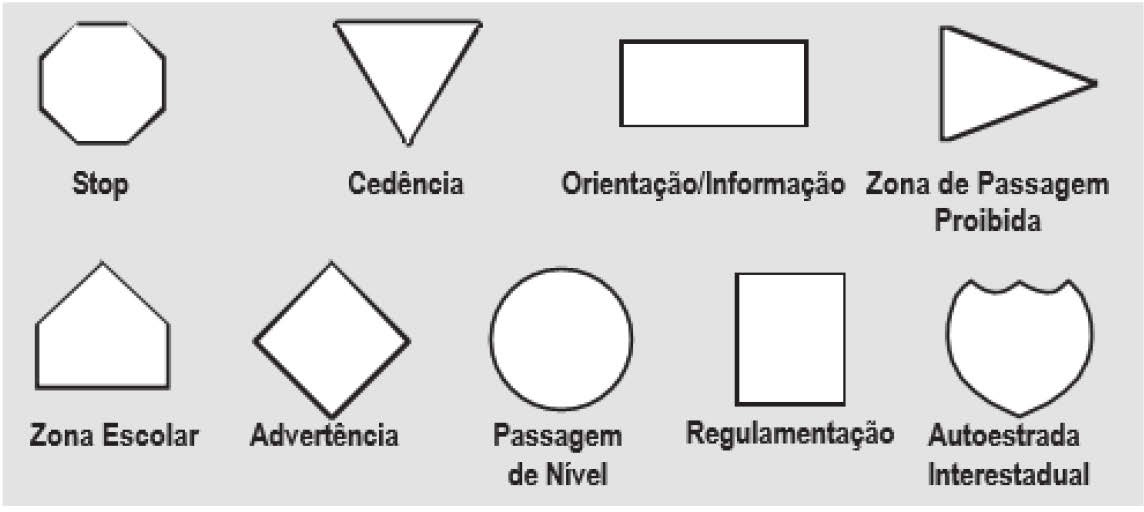 Stop
Cedência
Orientação/Informação
Zona de Passagem
Proibida
Zona Escolar
Advertência
Passagem
de Nível
Regulamentação
Autoestrada
Interestadual